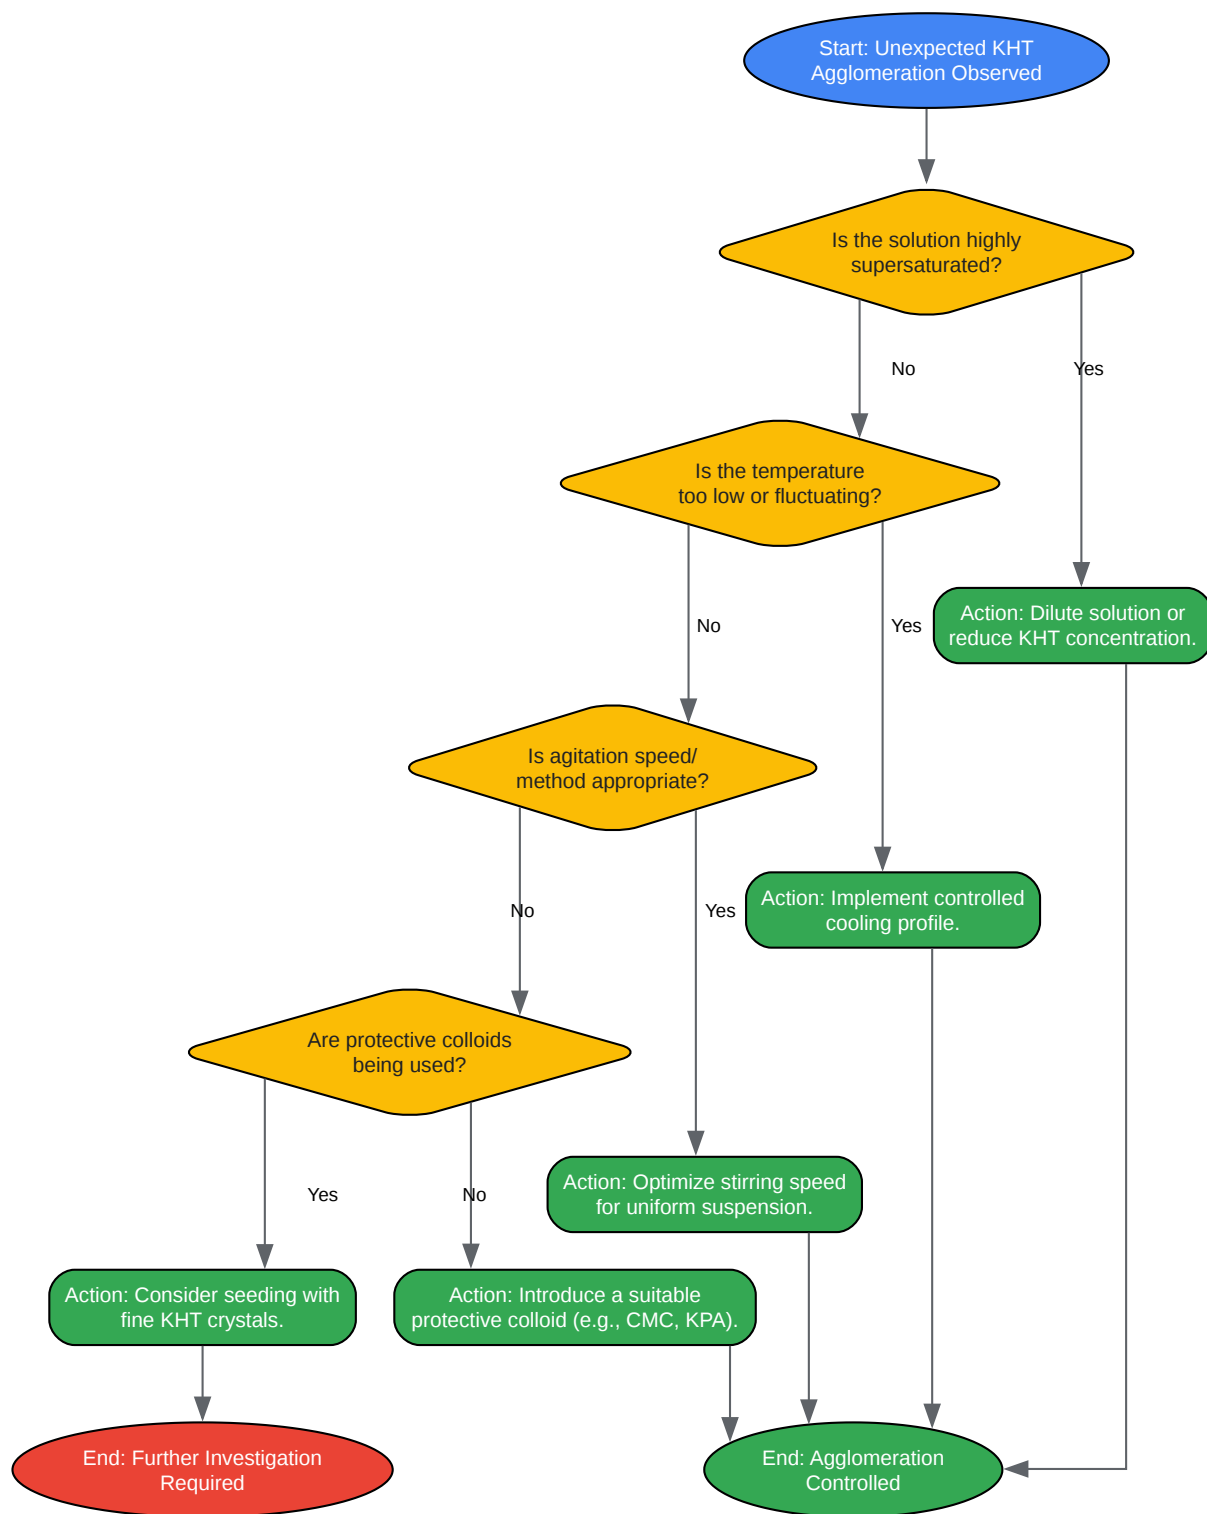 Start: Unexpected KHT
Agglomeration Observed
Is the solution highly
supersaturated?
No
Yes
Is the temperature
too low or fluctuating?
No
Yes
Action: Dilute solution or
reduce KHT concentration.
Is agitation speed/
method appropriate?
No
Yes
Action: Implement controlled
cooling profile.
Are protective colloids
being used?
Yes
No
Action: Optimize stirring speed
for uniform suspension.
Action: Consider seeding with
fine KHT crystals.
Action: Introduce a suitable
protective colloid (e.g., CMC, KPA).
End: Further Investigation
Required
End: Agglomeration
Controlled